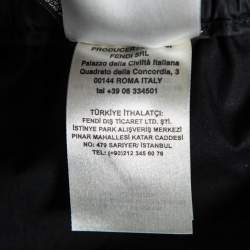 PRODUCER
FENDI SRL
Palazzo della Civiltà Italiana
Quadrato della Concordia, 3
00144 ROMA ITALY
tel +39 06 334501
TÜRKİYE İTHALATÇI:
FENDI DIŞ TİCARET LTD. ŞTİ.
İSTİNYE PARK ALIŞVERİŞ MERKEZİ
PINAR MAHALLESİ KATAR CADDESİ
NO: 479 SARIYER/İSTANBUL
TEL: (+90)212 345 60 76